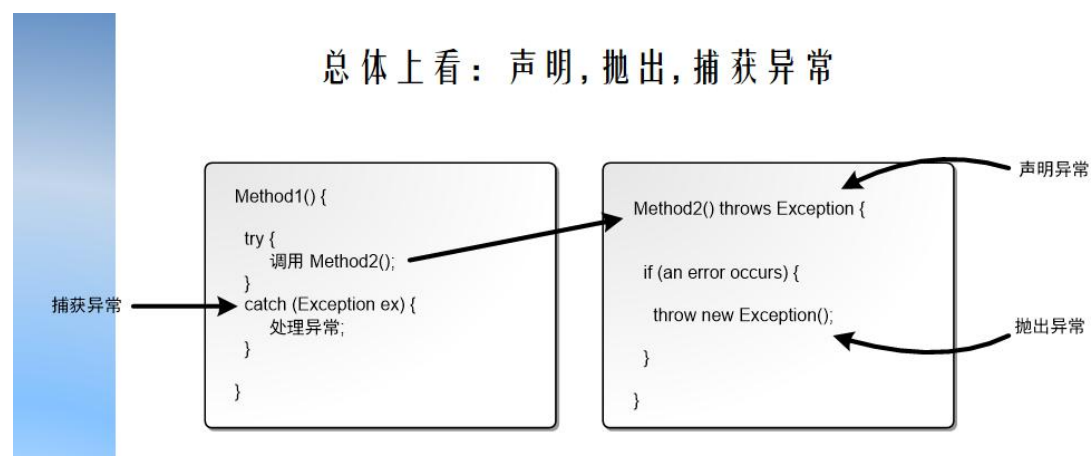 总体上看：声明,抛出,捕获异常
Method1() {
try {
调用 Method2();
}
catch (Exception ex) {
处理异常;
}
}
捕获异常
Method2() throws Exception {
if (an error occurs) {
throw new Exception();
}
}
声明异常
抛出异常